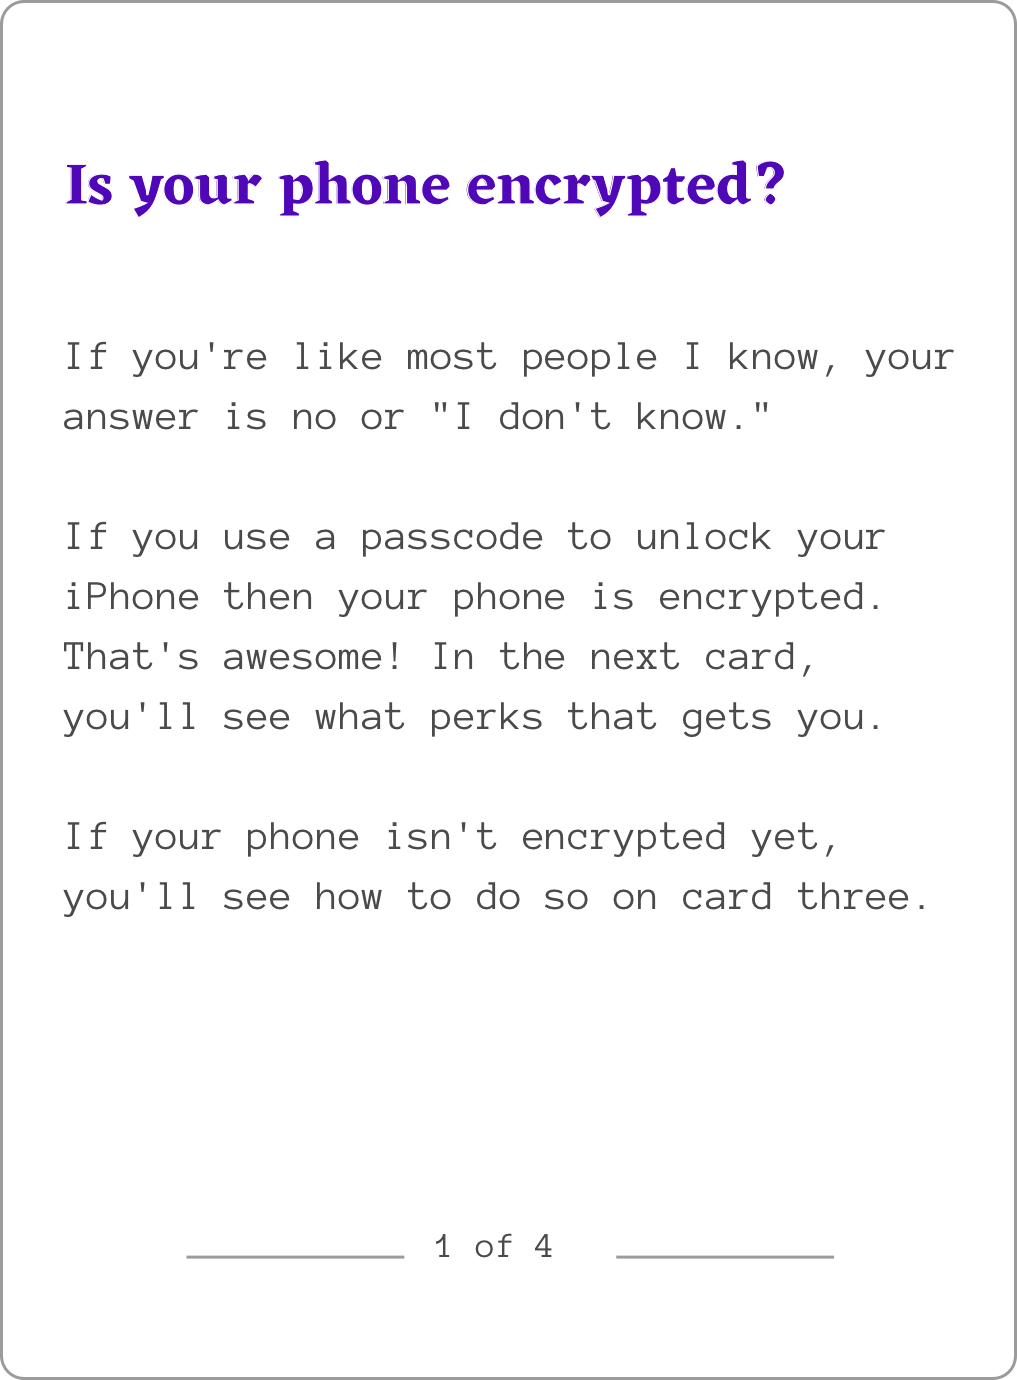 Is your phone encrypted?
If you're like most people I know, your
answer is no or "I don't know."
If you use a passcode to unlock your
iPhone then your phone is encrypted.
That's awesome! In the next card,
you'll see what perks that gets you.
If your phone isn't encrypted yet,
you'll see how to do so on card three.
1 of 4